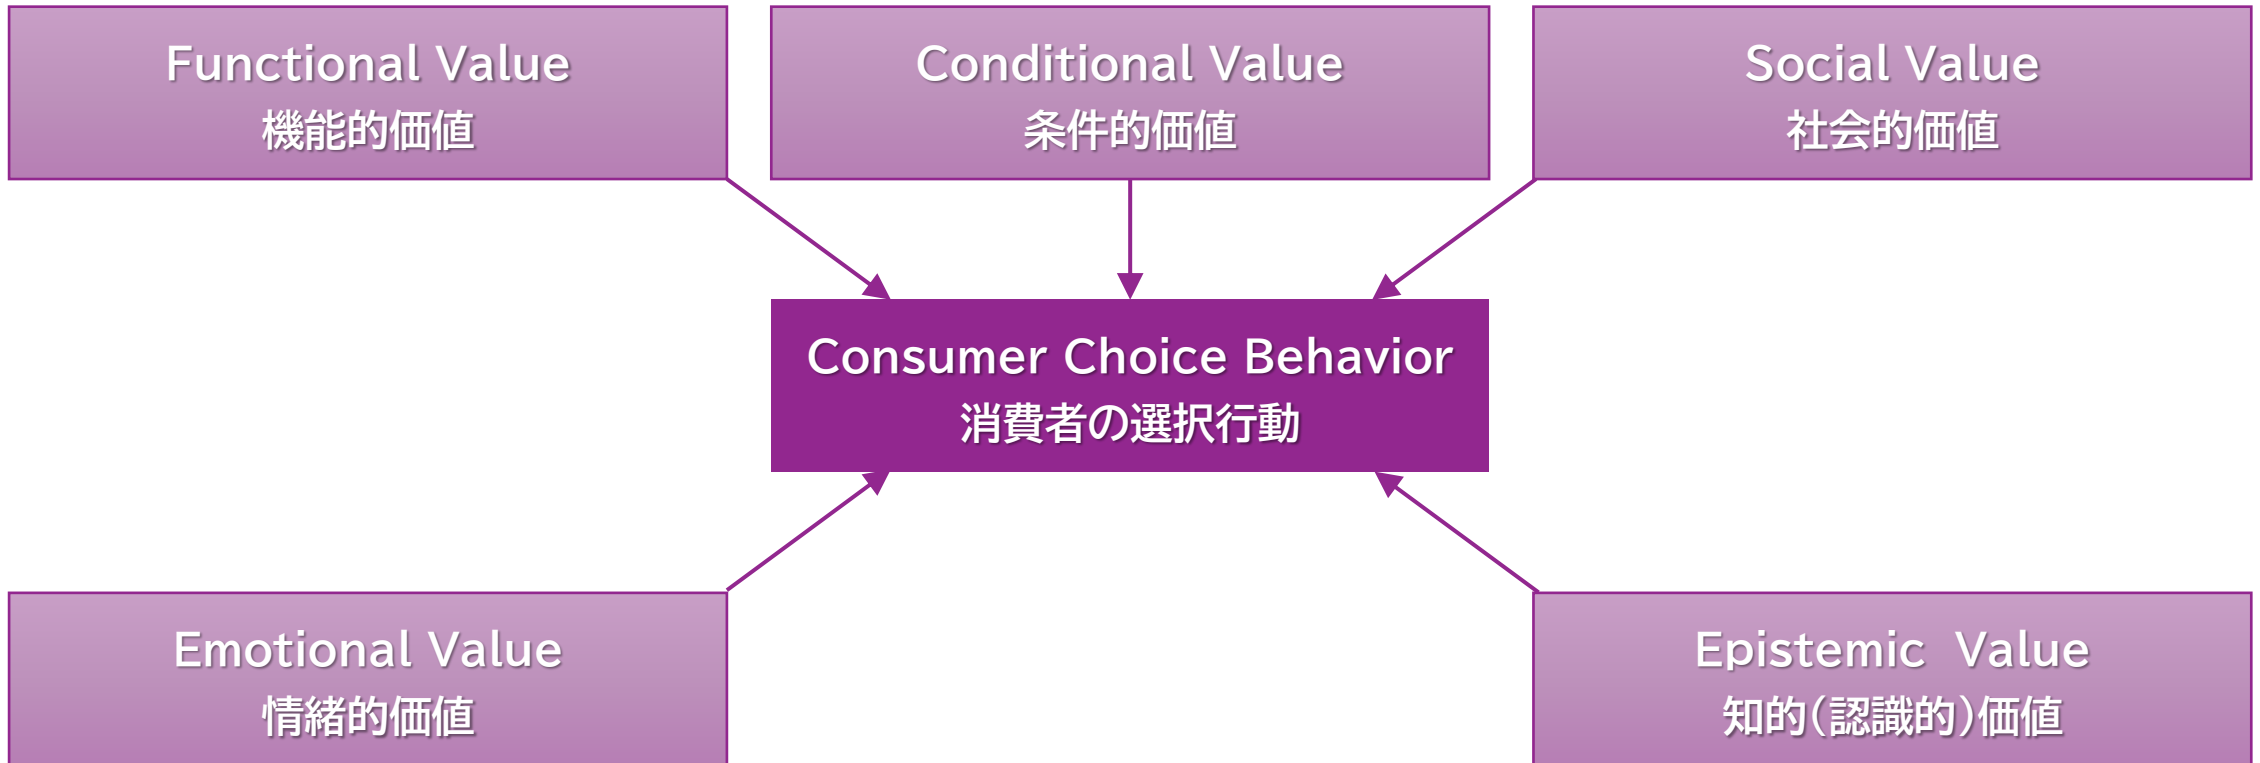 Functional Value
機能的価値
Conditional Value
条件的価値
Social Value
社会的価値
Consumer Choice Behavior
消費者の選択行動
Emotional Value
情緒的価値
Epistemic  Value
知的(認識的)価値